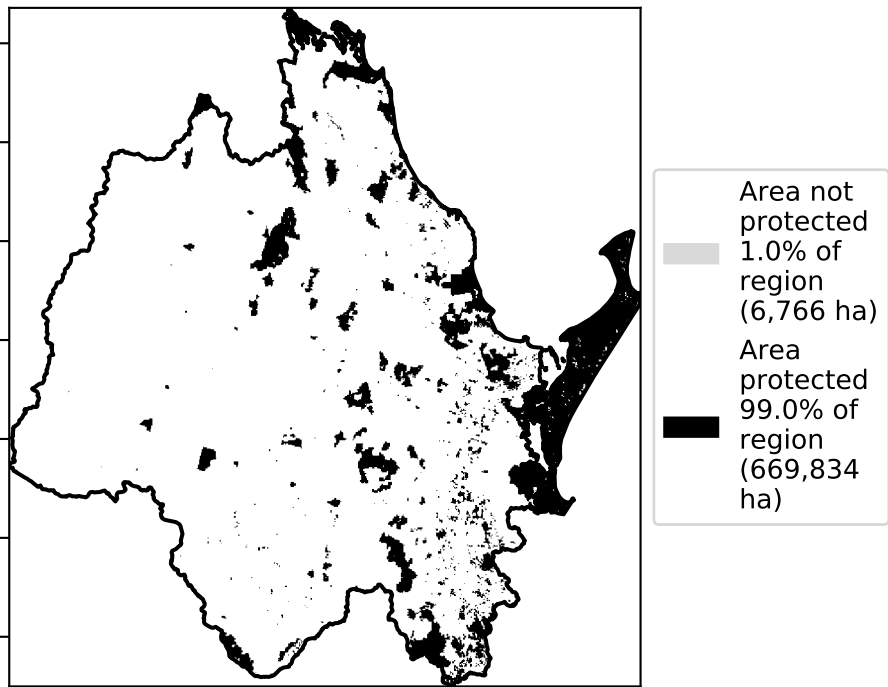 Area not
protected
1.0% of
region
(6,766 ha)
Area
protected
99.0% of
region
(669,834
ha)